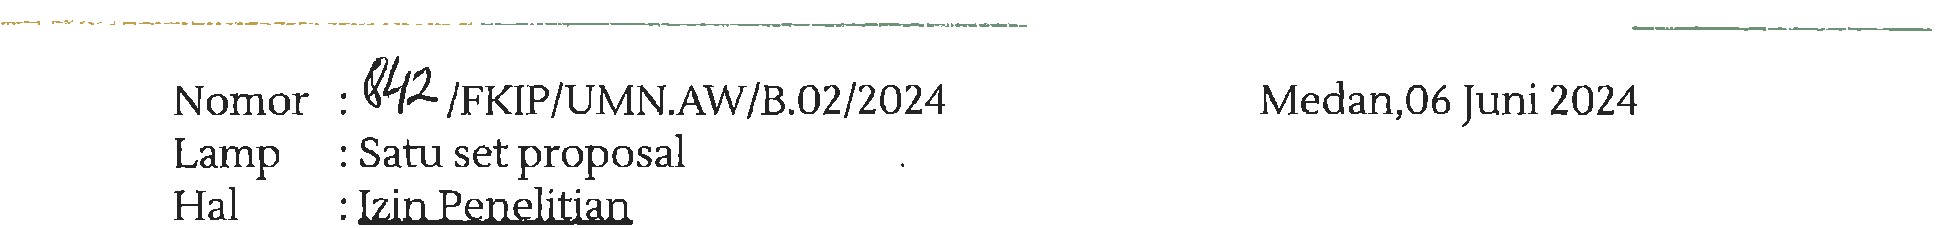 Nomor : 842 /FKIP/UMN.AW/B.02/2024 Medan,06 Juni 2024
Lamp : Satu set proposal
Hal : Izin Penelitian